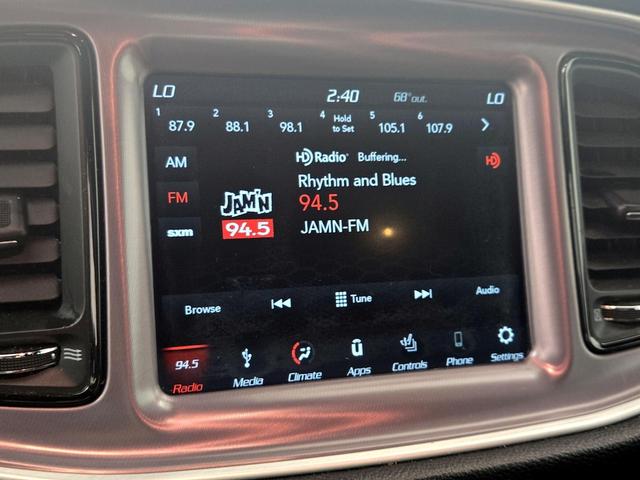 LO 2:40 68° out. LO
1 2 3 4 5 6
87.9 88.1 98.1 Hold to Set 105.1 107.9
AM
HD Radio Buffering... HD
Rhythm and Blues
FM
94.5
JAM'N
94.5
JAMN-FM
sxm
Browse Tune Audio
94.5
Radio Media Climate Apps Controls Phone Settings